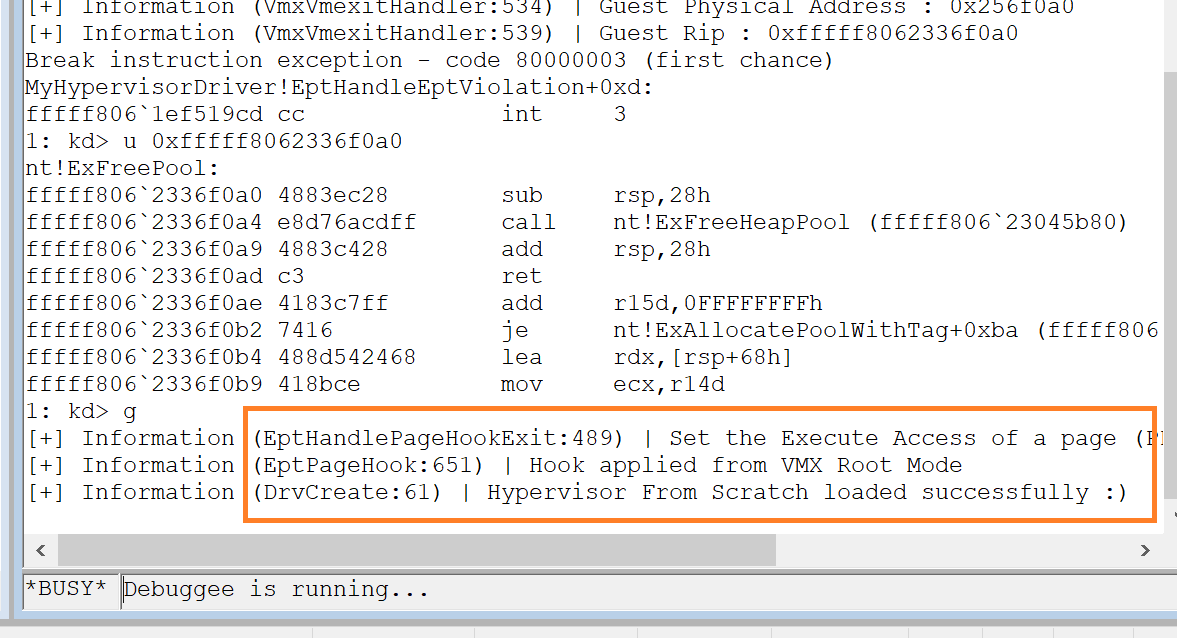 [+] Information (VmxVmexitHandler:534) | Guest Physical Address : 0x256f0a0
[+] Information (VmxVmexitHandler:539) | Guest Rip : 0xfffff8062336f0a0
Break instruction exception - code 80000003 (first chance)
MyHypervisorDriver!EptHandleEptViolation+0xd:
fffff806`1ef519cd cc int 3
1: kd> u 0xfffff8062336f0a0
nt!ExFreePool:
fffff806`2336f0a0 4883ec28 sub rsp,28h
fffff806`2336f0a4 e8d76acdff call nt!ExFreeHeapPool (fffff806`23045b80)
fffff806`2336f0a9 4883c428 add rsp,28h
fffff806`2336f0ad c3 ret
fffff806`2336f0ae 4183c7ff add r15d,0FFFFFFFFh
fffff806`2336f0b2 7416 je nt!ExAllocatePoolWithTag+0xba (fffff806
fffff806`2336f0b4 488d542468 lea rdx,[rsp+68h]
fffff806`2336f0b9 418bce mov ecx,r14d
1: kd> g
[+] Information (EptHandlePageHookExit:489) | Set the Execute Access of a page
[+] Information (EptPageHook:651) | Hook applied from VMX Root Mode
[+] Information (DrvCreate:61) | Hypervisor From Scratch loaded successfully :)
*BUSY* Debuggee is running...